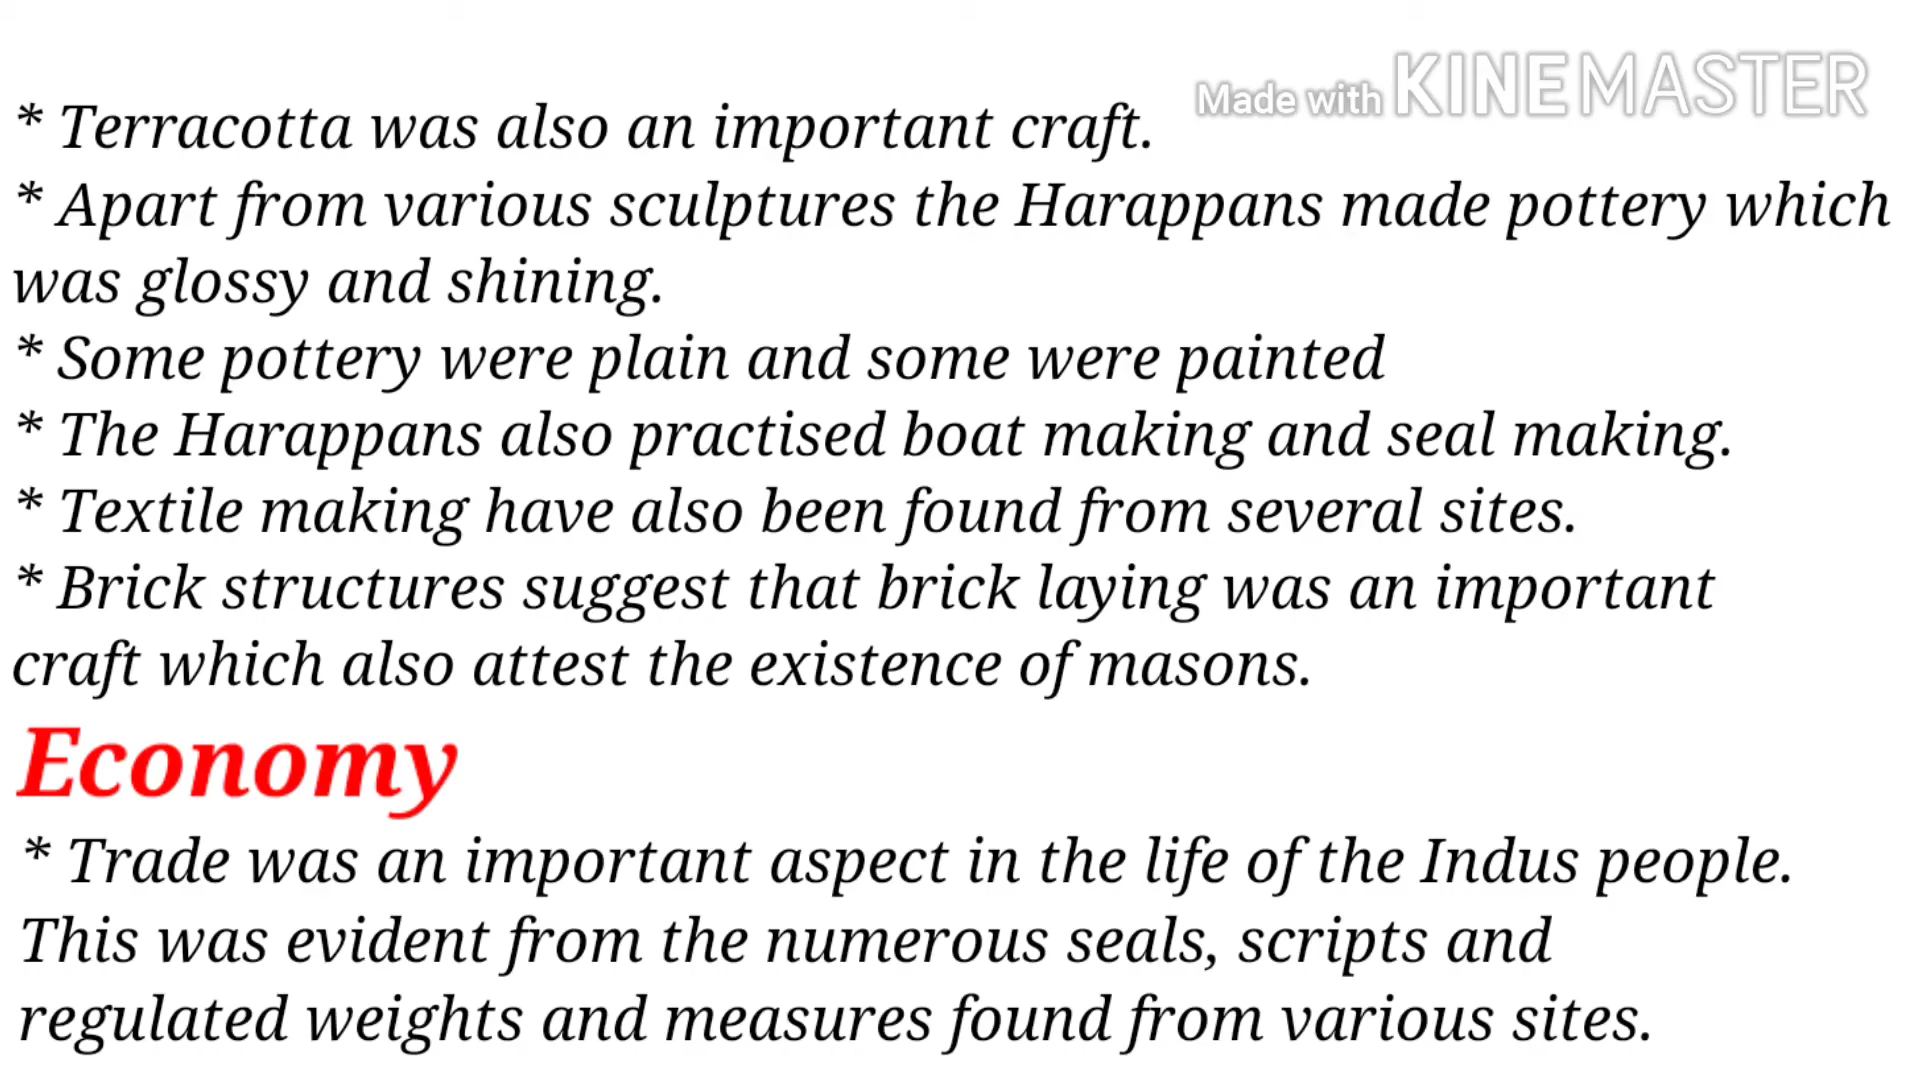 Made with KINEMASTER
* Terracotta was also an important craft.
* Apart from various sculptures the Harappans made pottery which
was glossy and shining.
* Some pottery were plain and some were painted
* The Harappans also practised boat making and seal making.
* Textile making have also been found from several sites.
* Brick structures suggest that brick laying was an important
craft which also attest the existence of masons.
Economy
* Trade was an important aspect in the life of the Indus people.
This was evident from the numerous seals, scripts and
regulated weights and measures found from various sites.